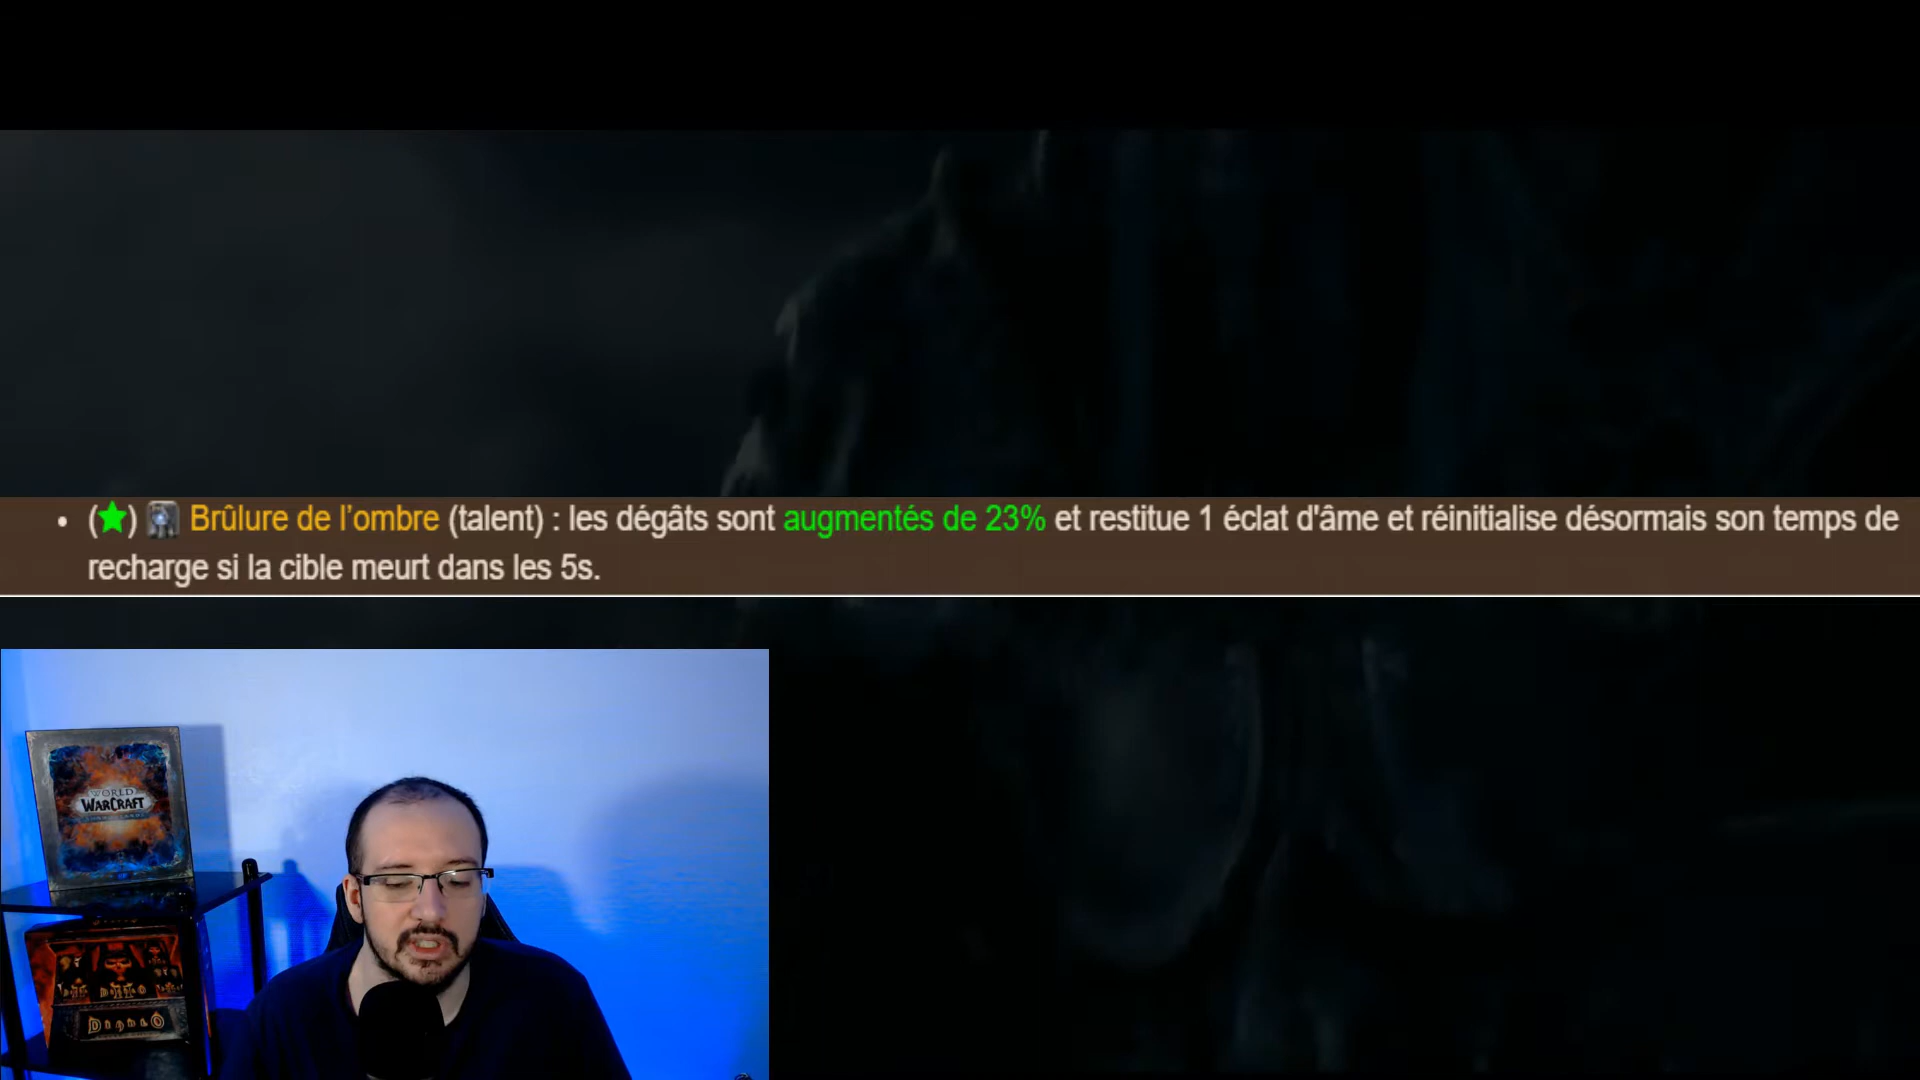 • (★) Brûlure de l’ombre (talent) : les dégâts sont augmentés de 23% et restitue 1 éclat d'âme et réinitialise désormais son temps de
recharge si la cible meurt dans les 5s.
WORLD
WARCRAFT
DIABLO